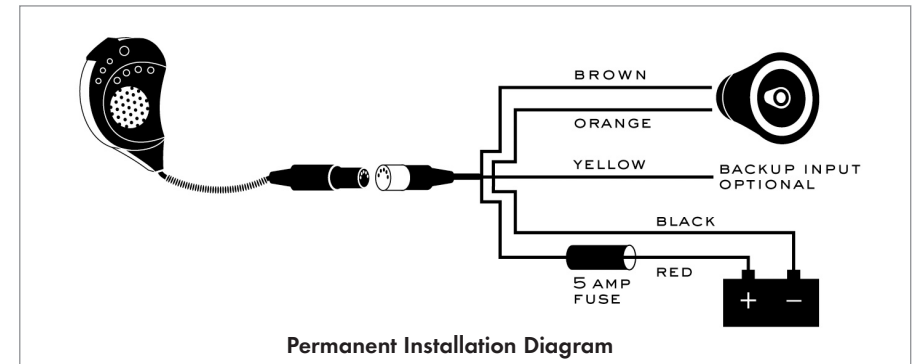 BROWN
ORANGE
YELLOW
BACKUP INPUT
OPTIONAL
BLACK
RED
5 AMP
FUSE
+ −
Permanent Installation Diagram